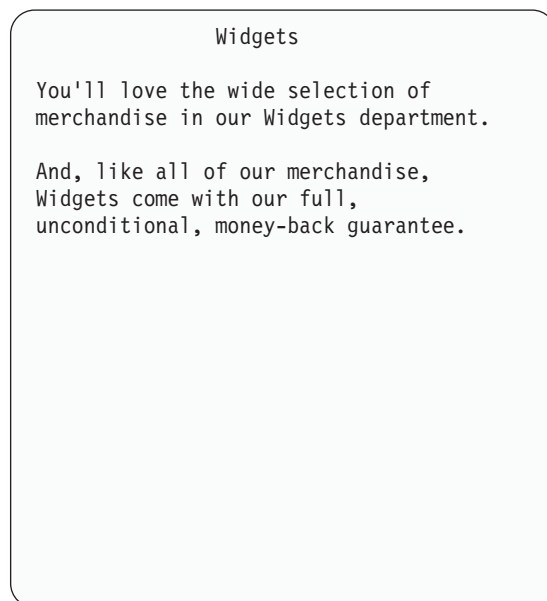 Widgets
You'll love the wide selection of
merchandise in our Widgets department.
And, like all of our merchandise,
Widgets come with our full,
unconditional, money-back guarantee.